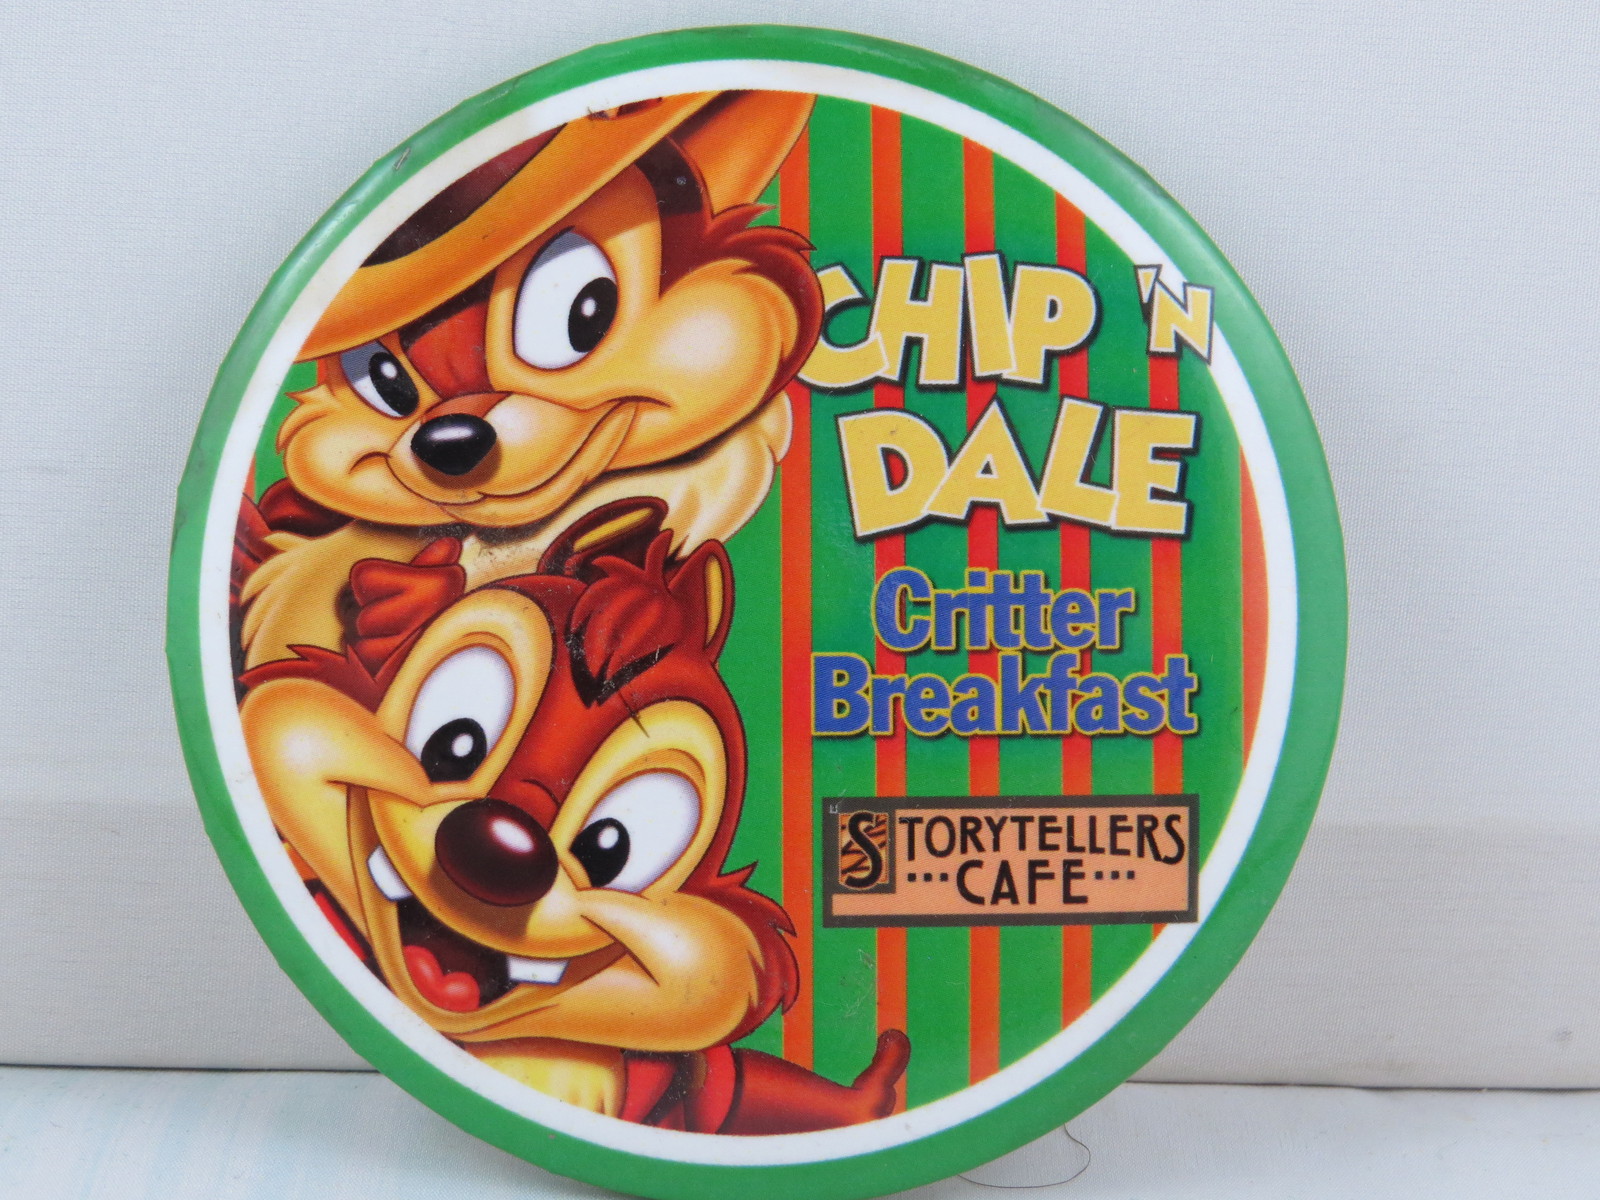 CHIP 'N
DALE
Critter
Breakfast
STORYTELLERS
CAFE